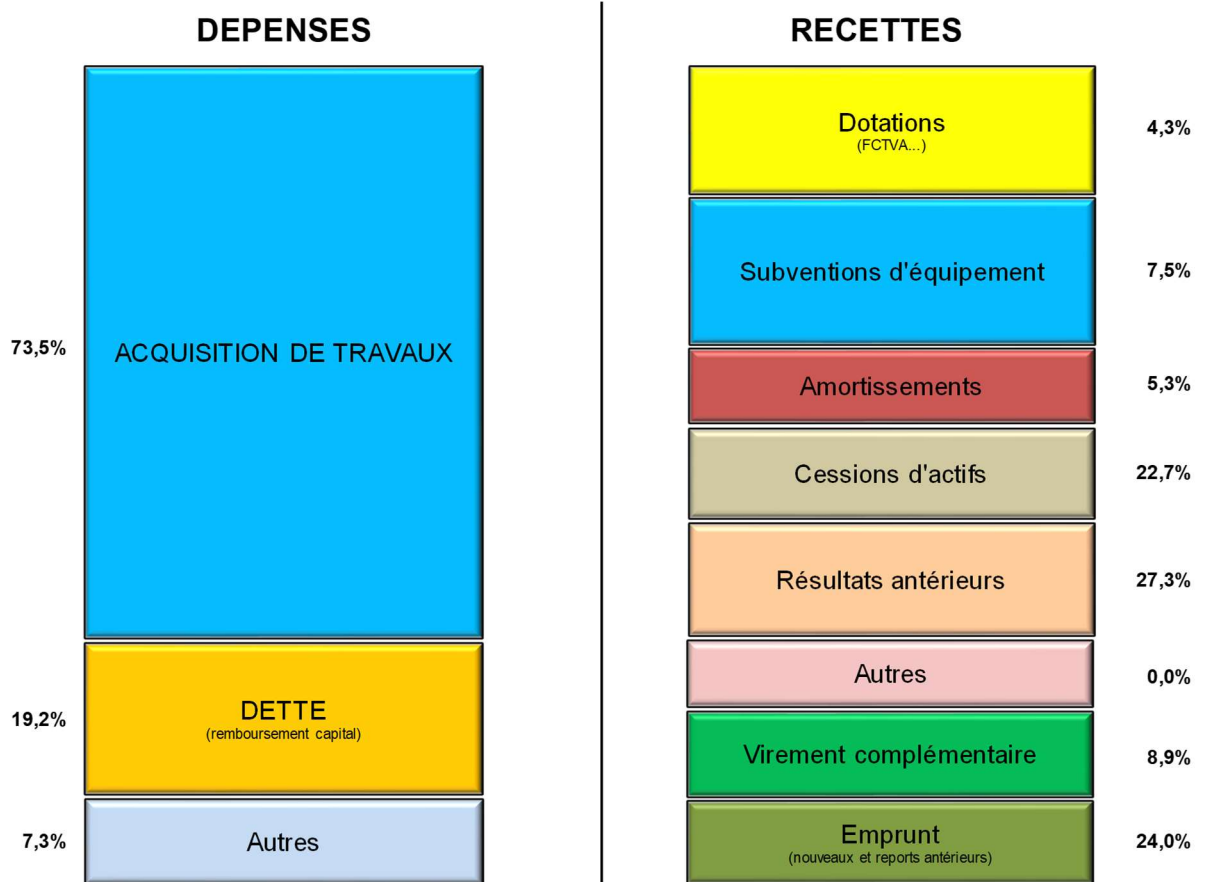 DEPENSES
73,5%
ACQUISITION DE TRAVAUX
19,2%
DETTE
(remboursement capital)
7,3%
Autres
RECETTES
Dotations
(FCTVA...)
4,3%
Subventions d'équipement
7,5%
Amortissements
5,3%
Cessions d'actifs
22,7%
Résultats antérieurs
27,3%
Autres
0,0%
Virement complémentaire
8,9%
Emprunt
(nouveaux et reports antérieurs)
24,0%